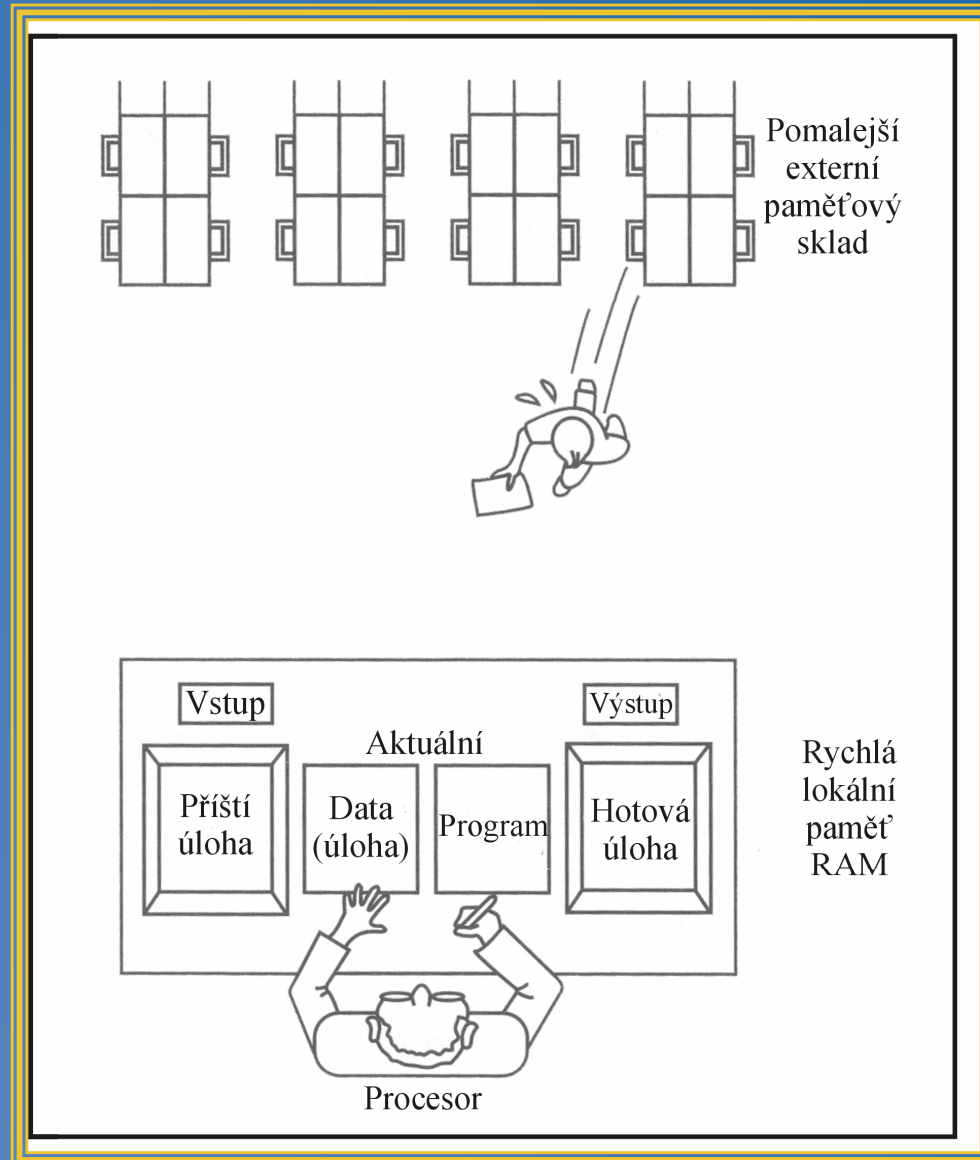 Pomalejší
externí
paměťový
sklad
Vstup
Výstup
Aktuální
Příští
úloha
Data
(úloha)
Program
Hotová
úloha
Rychlá
lokální
paměť
RAM
Procesor